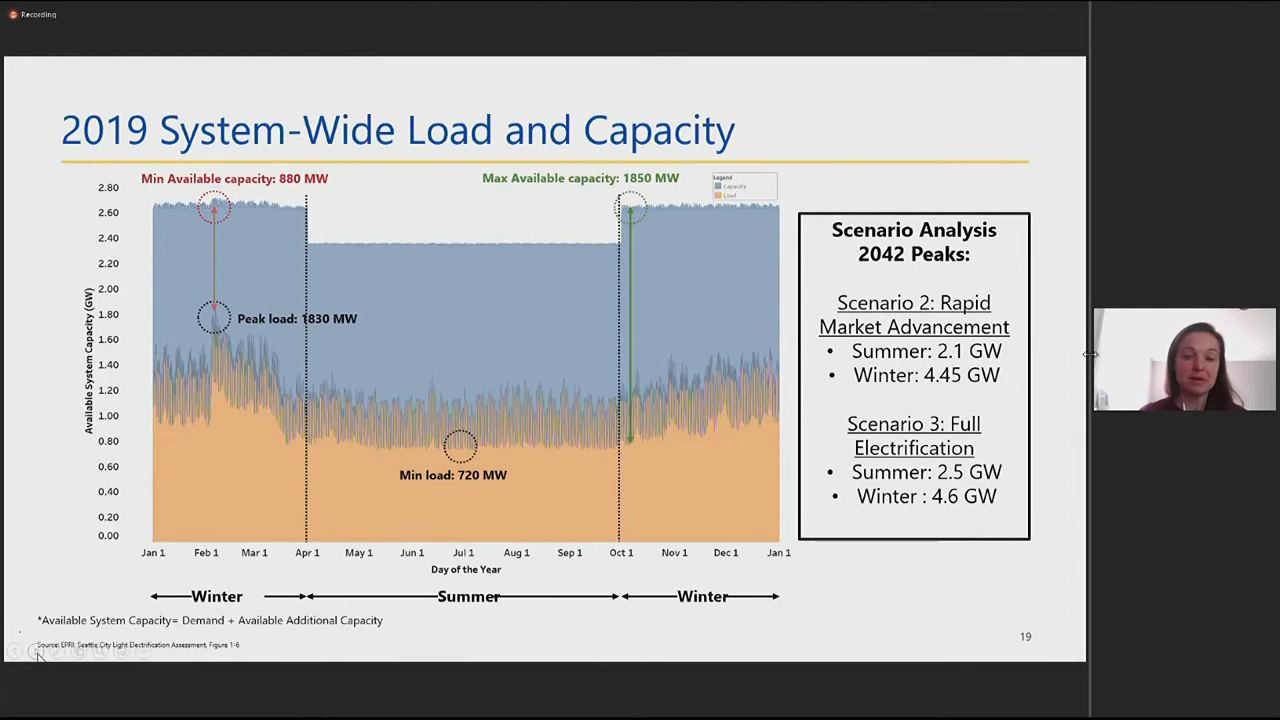 Recording
2019 System-Wide Load and Capacity
Min Available capacity: 880 MW
Max Available capacity: 1850 MW
Legend
Capacity
Load
2.80
2.60
2.40
2.20
2.00
1.80
1.60
1.40
1.20
1.00
0.80
0.60
0.40
0.20
0.00
Available System Capacity (GW)
Peak load: 1830 MW
Min load: 720 MW
Jan 1 Feb 1 Mar 1 Apr 1 May 1 Jun 1 Jul 1 Aug 1 Sep 1 Oct 1 Nov 1 Dec 1 Jan 1
Day of the Year
Winter Summer Winter
Scenario Analysis
2042 Peaks:
Scenario 2: Rapid
Market Advancement
• Summer: 2.1 GW
• Winter: 4.45 GW
Scenario 3: Full
Electrification
• Summer: 2.5 GW
• Winter : 4.6 GW
*Available System Capacity= Demand + Available Additional Capacity
Source: EPRI: Seattle City Light Electrification Assessment, Figure 1-6
19